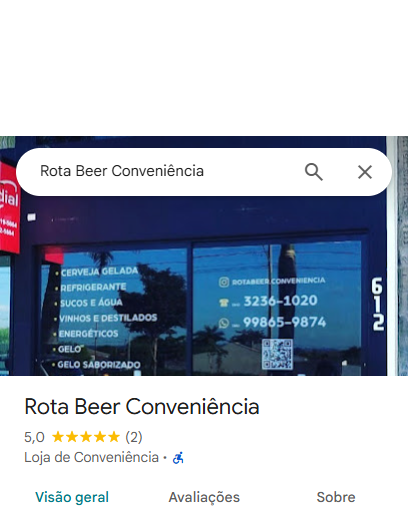 Rota Beer Conveniência
• CERVEJA GELADA
• REFRIGERANTE
• SUCOS E ÁGUA
• VINHOS E DESTILADOS
• ENERGÉTICOS
• GELO
• GELO SABORIZADO
ROTABEER.CONVENIENCIA
3236-1020
99865-9874
612
Rota Beer Conveniência
5,0 ★★★★★ (2)
Loja de Conveniência •
Visão geral Avaliações Sobre